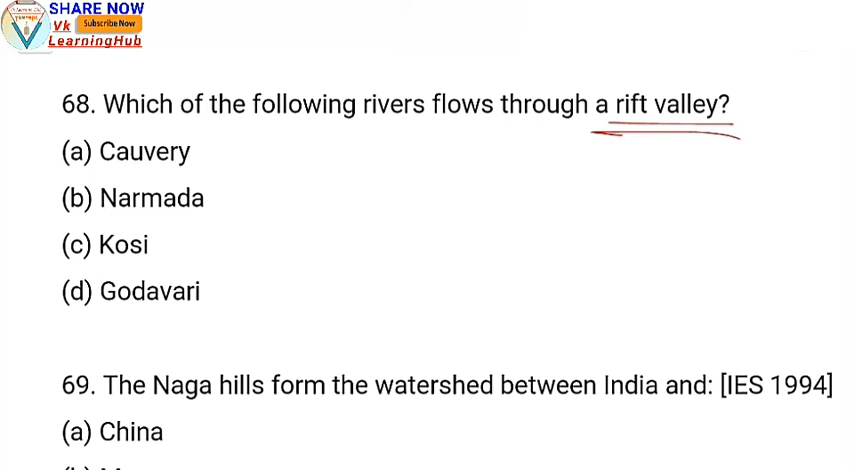 SHARE NOW
Vk Subscribe Now
LearningHub
68. Which of the following rivers flows through a rift valley?
(a) Cauvery
(b) Narmada
(c) Kosi
(d) Godavari
69. The Naga hills form the watershed between India and: [IES 1994]
(a) China